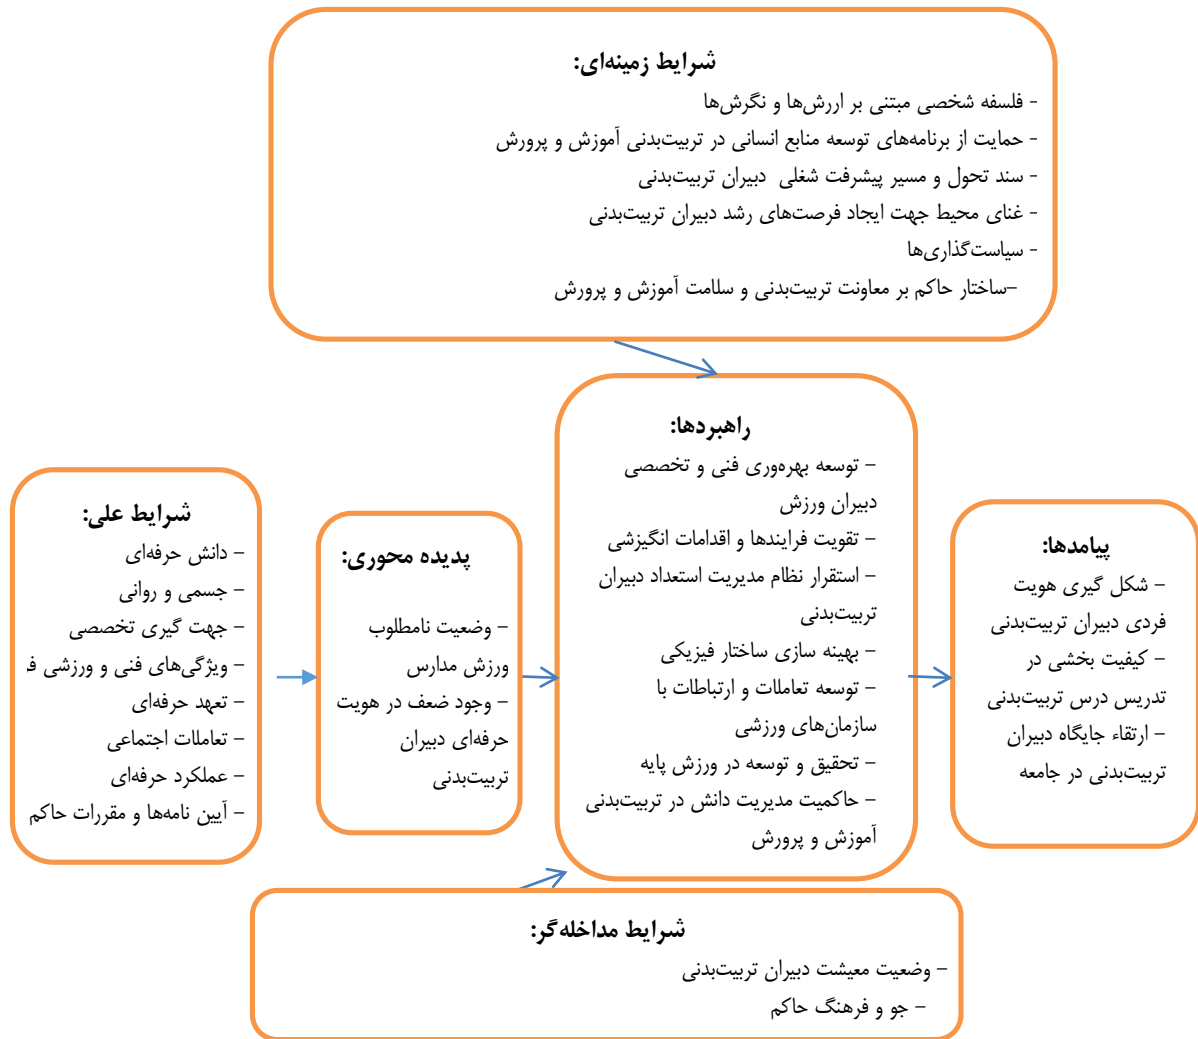 شرایط زمینه‌ای:
- فلسفه شخصی مبتنی بر اررش‌ها و نگرش‌ها
- حمایت از برنامه‌های توسعه منابع انسانی در تربیت‌بدنی آموزش و پرورش
- سند تحول و مسیر پیشرفت شغلی دبیران تربیت‌بدنی
- غنای محیط جهت ایجاد فرصت‌های رشد دبیران تربیت‌بدنی
- سیاست‌گذاری‌ها
–ساختار حاکم بر معاونت تربیت‌بدنی و سلامت آموزش و پرورش
شرایط علی:
– دانش حرفه‌ای
– جسمی و روانی
– جهت گیری تخصصی
– ویژگی‌های فنی و ورزشی
– تعهد حرفه‌ای
– تعاملات اجتماعی
– عملکرد حرفه‌ای
– آیین نامه‌ها و مقررات حاکم
پدیده محوری:
– وضعیت نامطلوب
ورزش مدارس
– وجود ضعف در هویت
حرفه‌ای دبیران
تربیت‌بدنی
راهبردها:
– توسعه بهره‌وری فنی و تخصصی
دبیران ورزش
– تقویت فرایندها و اقدامات انگیزشی
– استقرار نظام مدیریت استعداد دبیران
تربیت‌بدنی
– بهینه سازی ساختار فیزیکی
– توسعه تعاملات و ارتباطات با
سازمان‌های ورزشی
– تحقیق و توسعه در ورزش پایه
– حاکمیت مدیریت دانش در تربیت‌بدنی
آموزش و پرورش
پیامدها:
– شکل گیری هویت
فردی دبیران تربیت‌بدنی
– کیفیت بخشی در
تدریس درس تربیت‌بدنی
– ارتقاء جایگاه دبیران
تربیت‌بدنی در جامعه
شرایط مداخله‌گر:
– وضعیت معیشت دبیران تربیت‌بدنی
– جو و فرهنگ حاکم